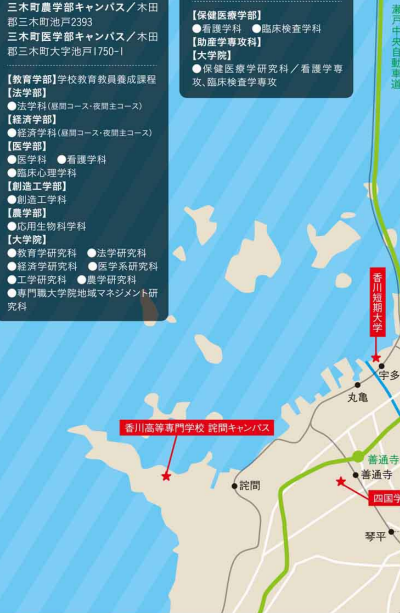 三木町農学部キャンパス／木田
郡三木町池戸2393
三木町医学部キャンパス／木田
郡三木町大字池戸1750-1
【教育学部】学校教育教員養成課程
【法学部】
●法学科(昼間コース・夜間主コース)
【経済学部】
●経済学科(昼間コース・夜間主コース)
【医学部】
●医学科 ●看護学科
●臨床心理学科
【創造工学部】
●創造工学科
【農学部】
●応用生物科学科
【大学院】
●教育学研究科 ●法学研究科
●経済学研究科 ●医学系研究科
●工学研究科 ●農学研究科
●専門職大学院地域マネジメント研
究科
【保健医療学部】
●看護学科 ●臨床検査学科
【助産学専攻科】
【大学院】
●保健医療学研究科／看護学専
攻、臨床検査学専攻
瀬戸中央自動車道
香川短期大学
宇多
丸亀
香川高等専門学校 詫間キャンパス
詫間
善通寺
善通寺
四国学
琴平